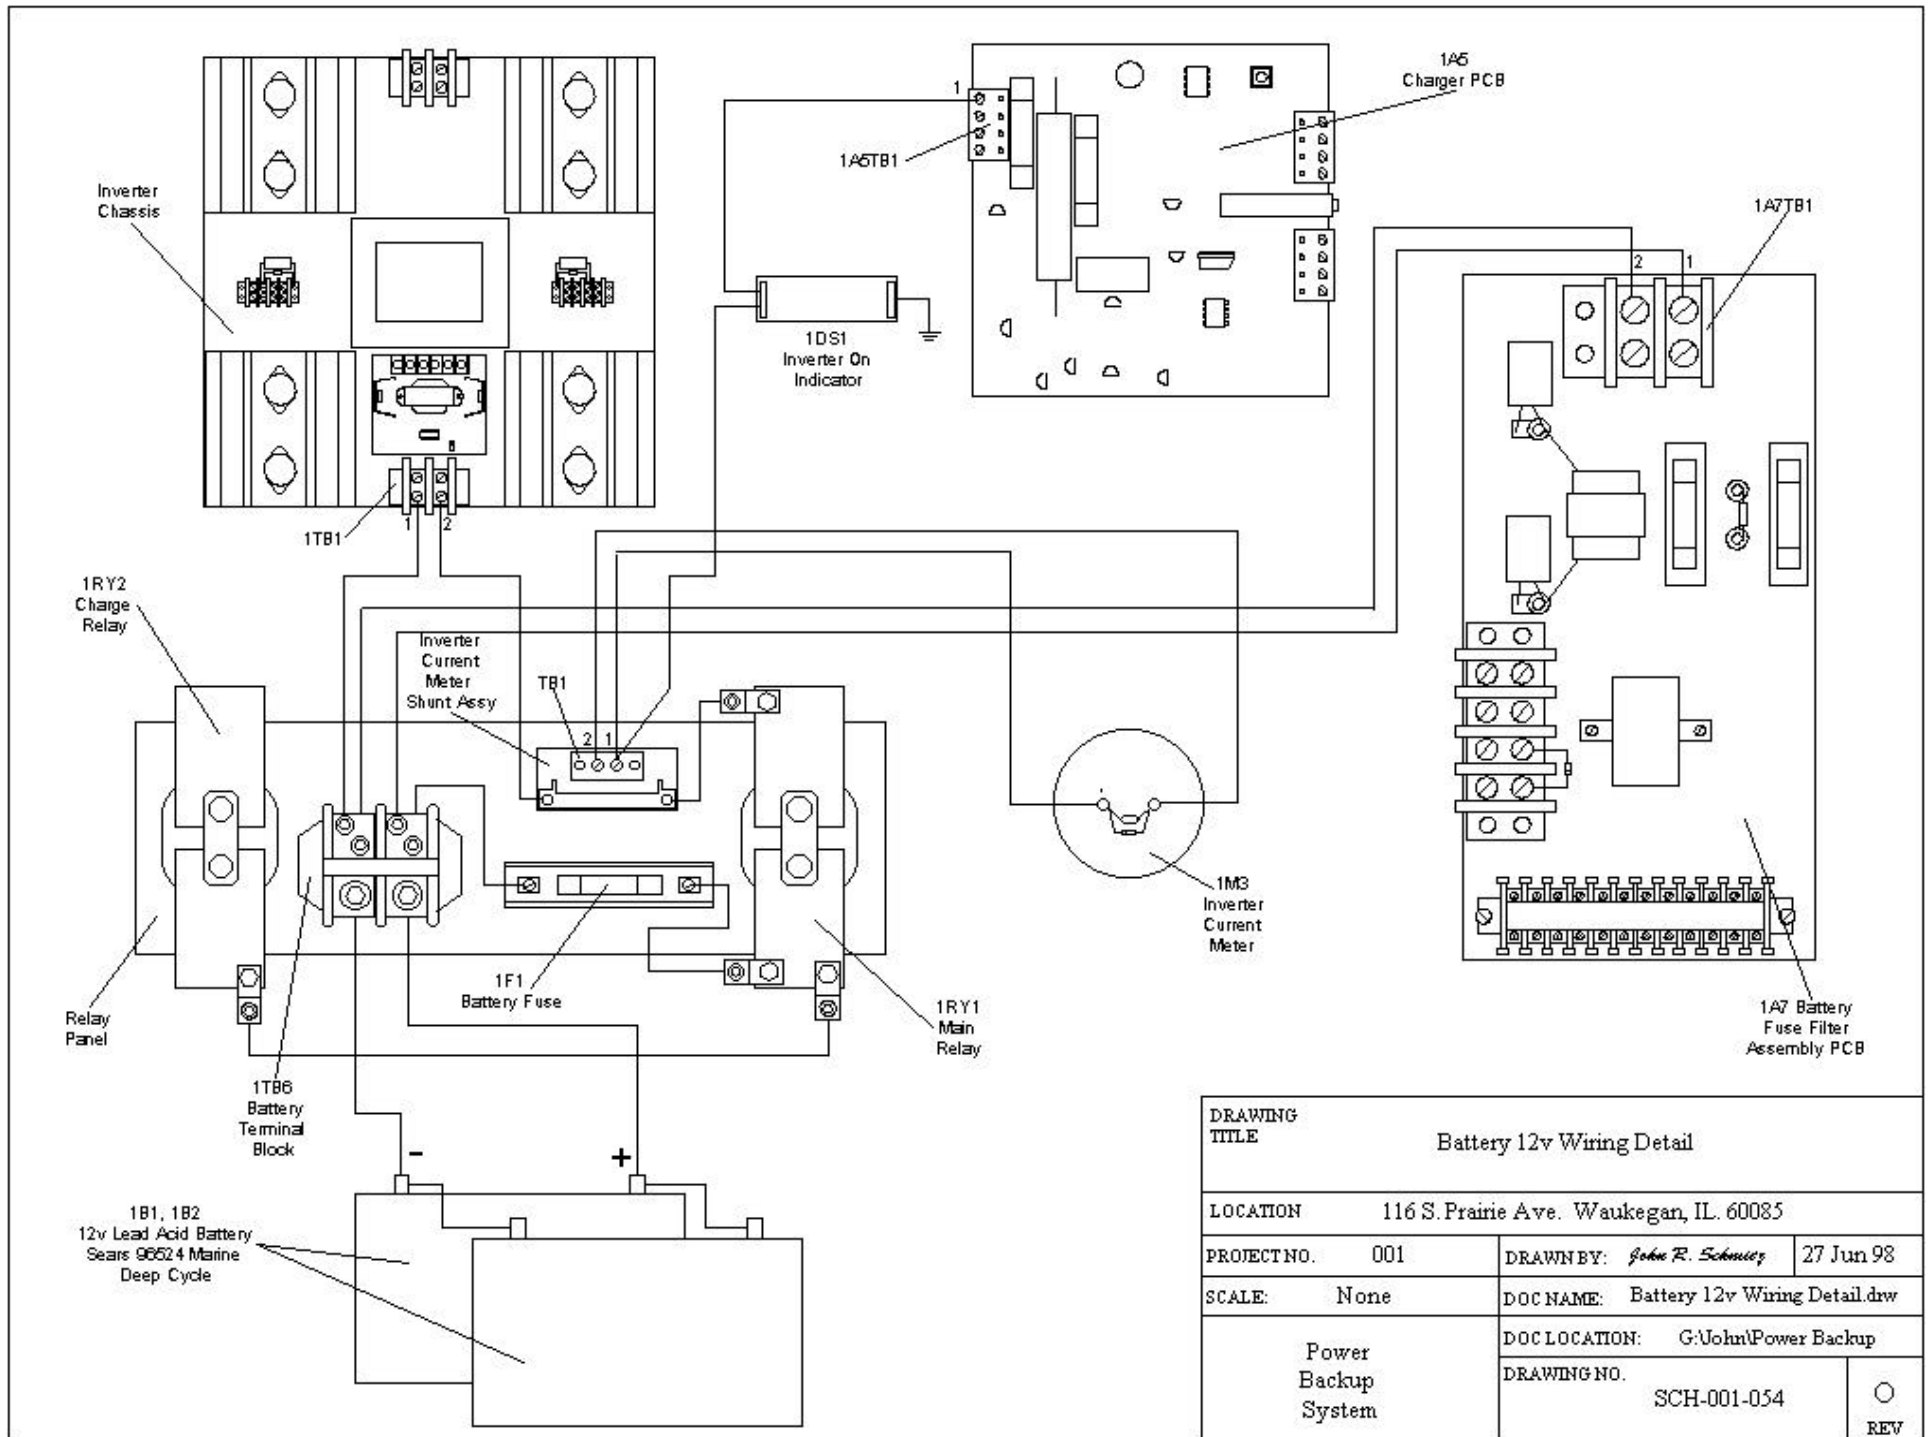 1A5
Charger PCB
1
1A5TB1
Inverter
Chassis
1A7TB1
2
1
1DS1
Inverter On
Indicator
1
2
1TB1
1RY2
Charge
Relay
Inverter
Current
Meter
Shunt Assy
TB1
2
1
1M3
Inverter
Current
Meter
1F1
Battery Fuse
Relay
Panel
1RY1
Main
Relay
1A7 Battery
Fuse Filter
Assembly PCB
1TB6
Battery
Terminal
Block
-
+
1B1, 1B2
12v Lead Acid Battery
Sears 96524 Marine
Deep Cycle
DRAWING
TITLE
Battery 12v Wiring Detail
LOCATION 116 S. Prairie Ave. Waukegan, IL. 60085
PROJECT NO. 001
DRAWN BY: John R. Schmitz 27 Jun 98
SCALE: None
DOC NAME: Battery 12v Wiring Detail.drw
DOC LOCATION: G:\John\Power Backup
Power
Backup
System
DRAWING NO.
SCH-001-054
O
REV